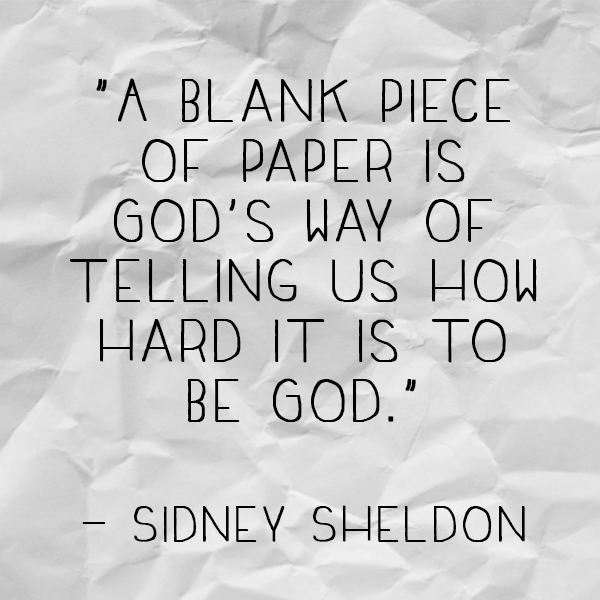 "A BLANK PIECE
OF PAPER IS
GOD'S WAY OF
TELLING US HOW
HARD IT IS TO
BE GOD."
- SIDNEY SHELDON